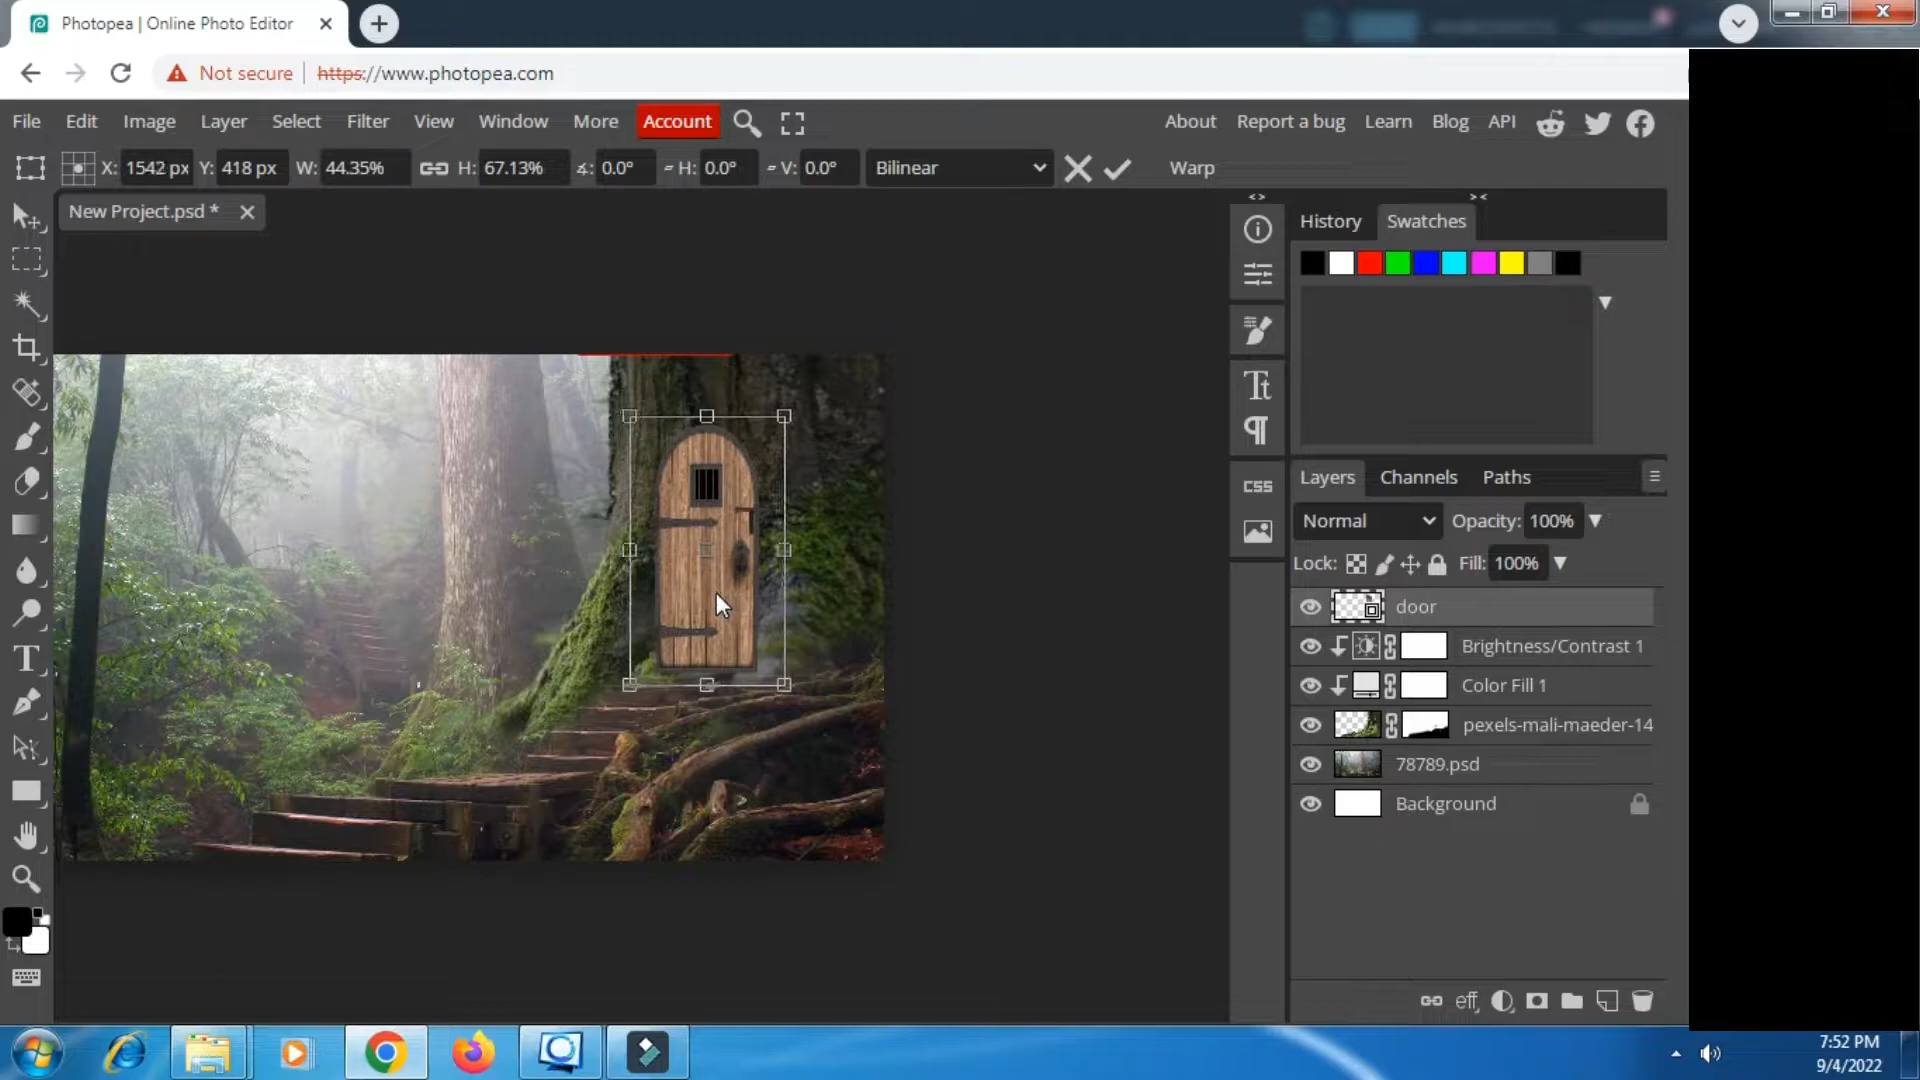 Photopea | Online Photo Editor
Not secure https://www.photopea.com
File Edit Image Layer Select Filter View Window More Account About Report a bug Learn Blog API
X: 1542 px Y: 418 px W: 44.35% H: 67.13% ∡: 0.0° H: 0.0° V: 0.0° Bilinear Warp
New Project.psd *
History Swatches
CSS
Layers Channels Paths
Normal Opacity: 100%
Lock: Fill: 100%
door
Brightness/Contrast 1
Color Fill 1
pexels-mali-maeder-14
78789.psd
Background
eff
7:52 PM
9/4/2022